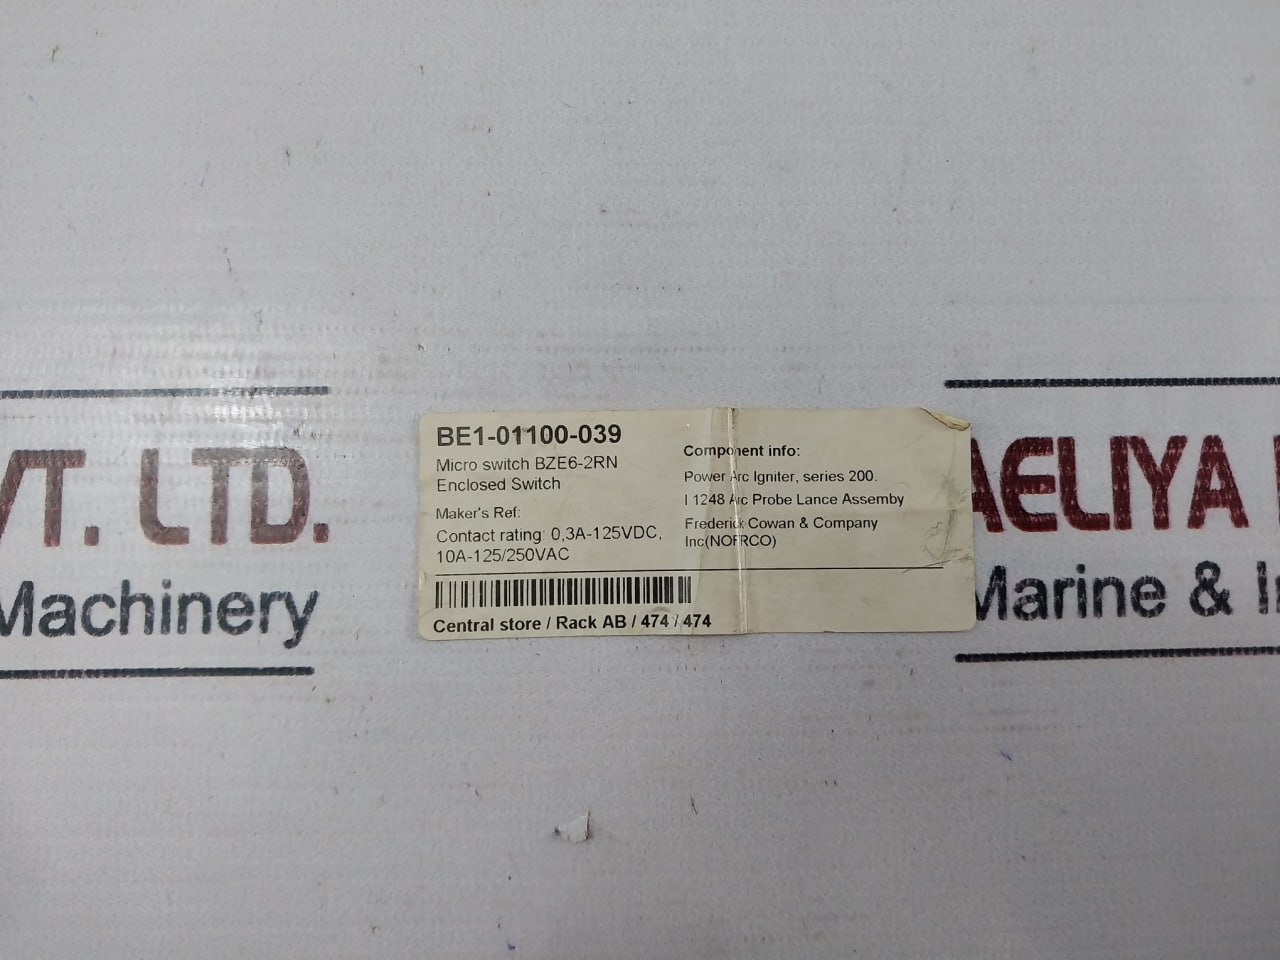 VT. LTD.
Machinery
BE1-01100-039
Micro switch BZE6-2RN
Enclosed Switch
Maker's Ref:
Contact rating: 0,3A-125VDC,
10A-125/250VAC
Component info:
Power Arc Igniter, series 200.
I 1248 Arc Probe Lance Assemby
Frederick Cowan & Company
Inc(NOFRCO)
Central store / Rack AB / 474 / 474
AELIYA
Marine &